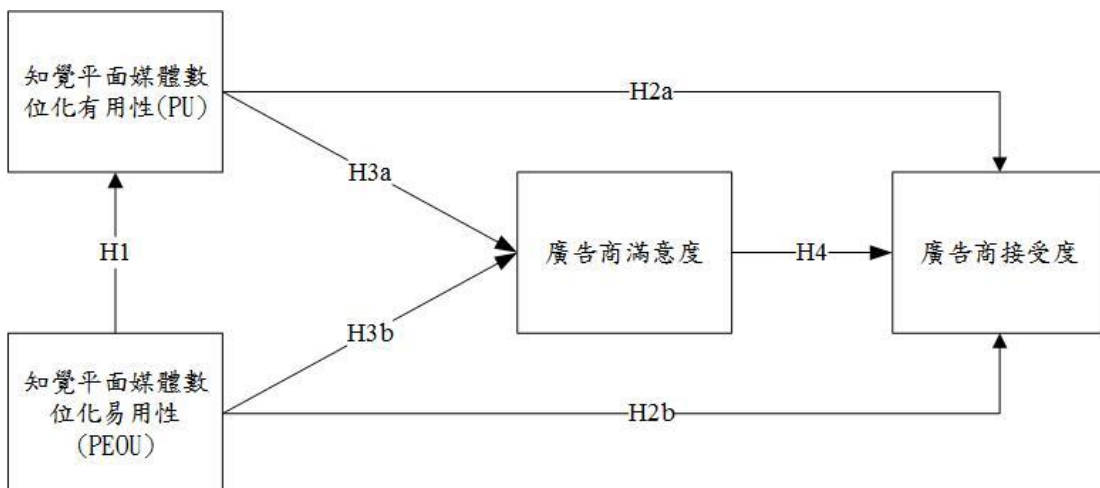 知覺平面媒體數
位化有用性(PU)
H2a
H3a
H1
廣告商滿意度
H4
廣告商接受度
H3b
知覺平面媒體數
位化易用性
(PEOU)
H2b